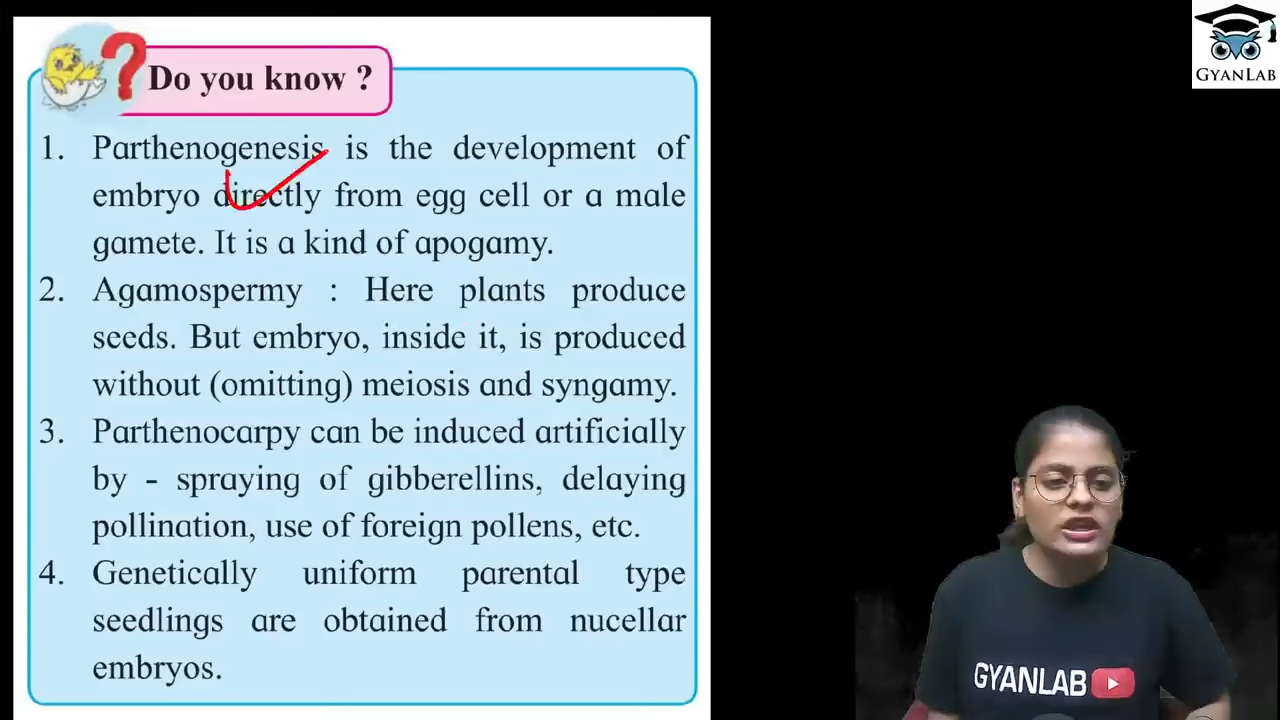 Do you know ?
1. Parthenogenesis is the development of
embryo directly from egg cell or a male
gamete. It is a kind of apogamy.
2. Agamospermy : Here plants produce
seeds. But embryo, inside it, is produced
without (omitting) meiosis and syngamy.
3. Parthenocarpy can be induced artificially
by - spraying of gibberellins, delaying
pollination, use of foreign pollens, etc.
4. Genetically uniform parental type
seedlings are obtained from nucellar
embryos.
GYANLAB
GYANLAB